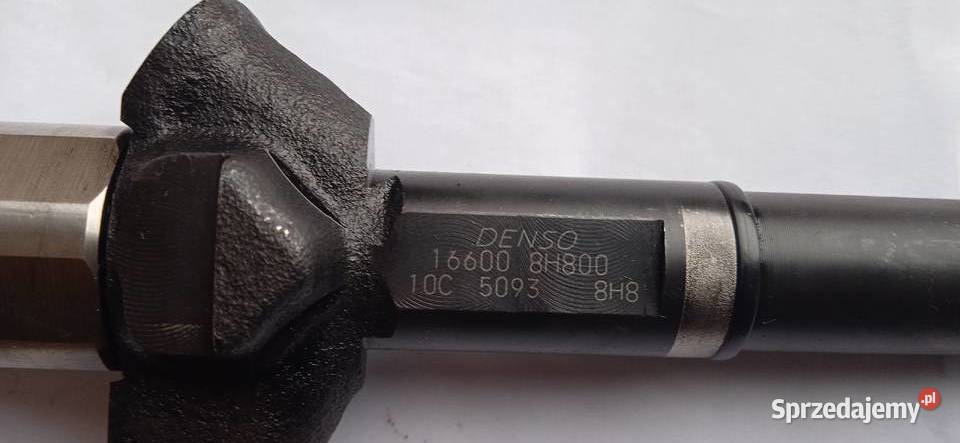 DENSO
16600 8H800
10C 5093 8H8
Sprzedajemy.pl